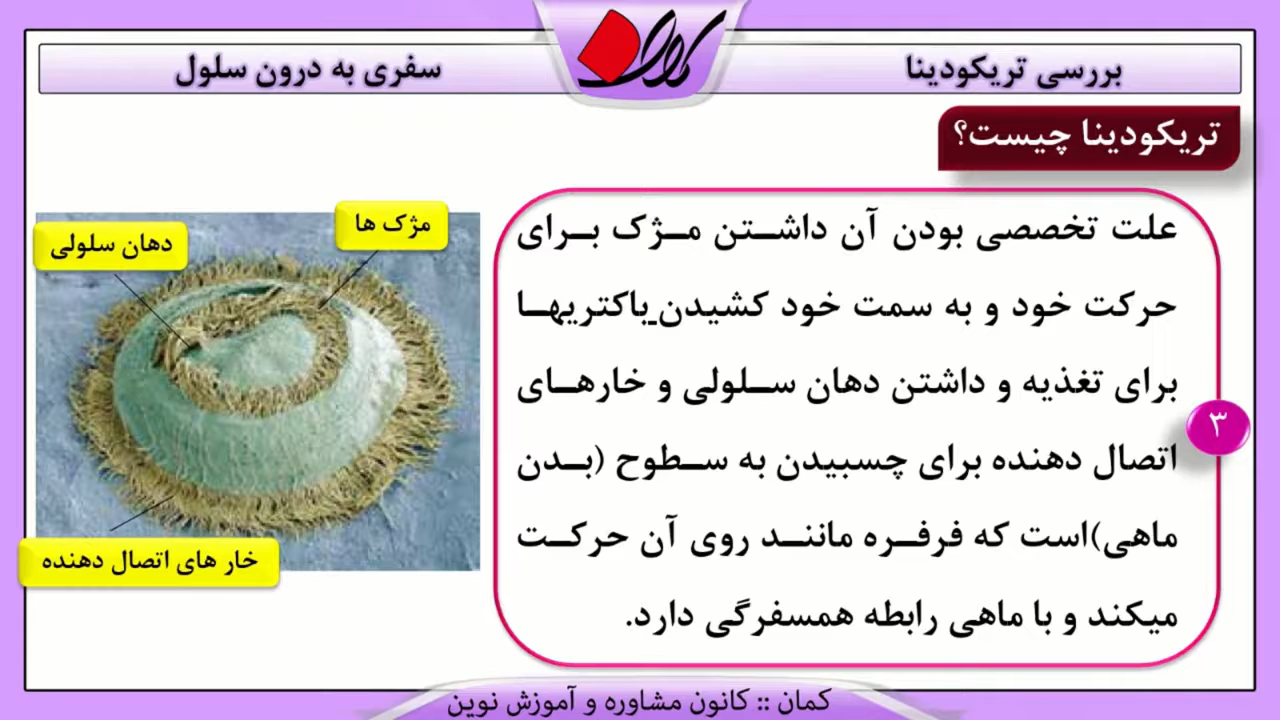 بررسی تریکودینا
کمان
سفری به درون سلول
تریکودینا چیست؟
علت تخصصی بودن آن داشتن مژک برای
حرکت خود و به سمت خود کشیدن باکتریها
برای تغذیه و داشتن دهان سلولی و خارهای
اتصال دهنده برای چسبیدن به سطوح (بدن
ماهی)است که فرفره مانند روی آن حرکت
میکند و با ماهی رابطه همسفرگی دارد.
۳
مژک ها
دهان سلولی
خار های اتصال دهنده
کمان :: کانون مشاوره و آموزش نوین